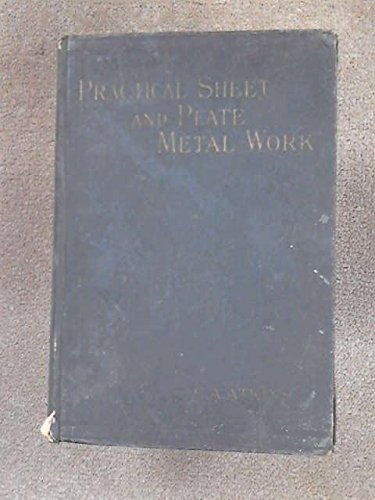 PRACTICAL SHEET
AND PLATE
METAL WORK